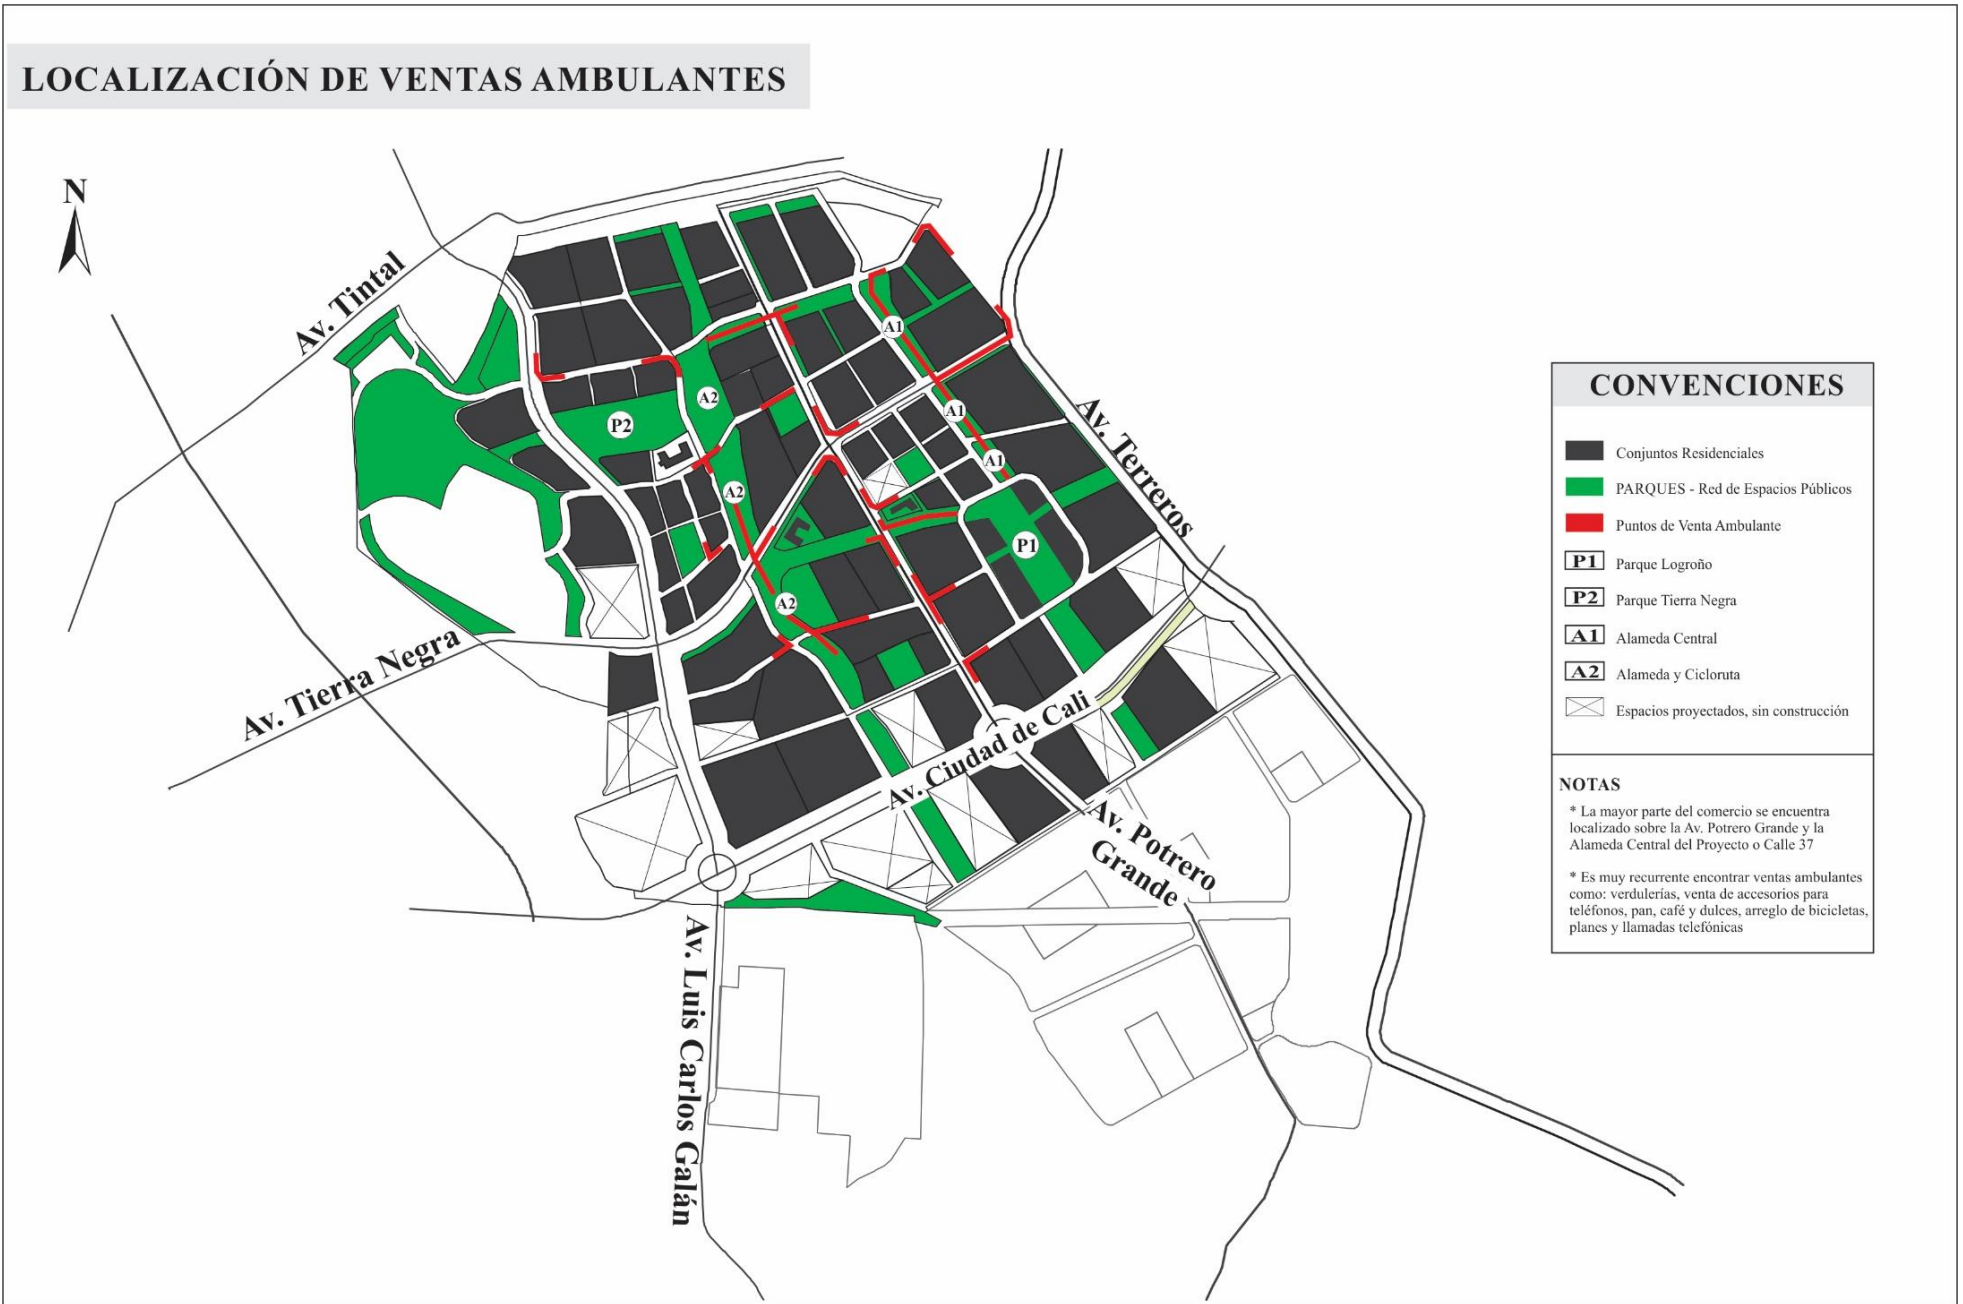 LOCALIZACIÓN DE VENTAS AMBULANTES
N
Av. Tintal
A1
A2
P2
A1
Av. Terreros
A1
A2
P1
A2
Av. Tierra Negra
Av. Ciudad de Cali
Av. Potrero
Grande
Av. Luis Carlos Galán
CONVENCIONES
Conjuntos Residenciales
PARQUES - Red de Espacios Públicos
Puntos de Venta Ambulante
P1 Parque Logroño
P2 Parque Tierra Negra
A1 Alameda Central
A2 Alameda y Cicloruta
Espacios proyectados, sin construcción
NOTAS
* La mayor parte del comercio se encuentra
localizado sobre la Av. Potrero Grande y la
Alameda Central del Proyecto o Calle 37
* Es muy recurrente encontrar ventas ambulantes
como: verdulerías, venta de accesorios para
teléfonos, pan, café y dulces, arreglo de bicicletas,
planes y llamadas telefónicas